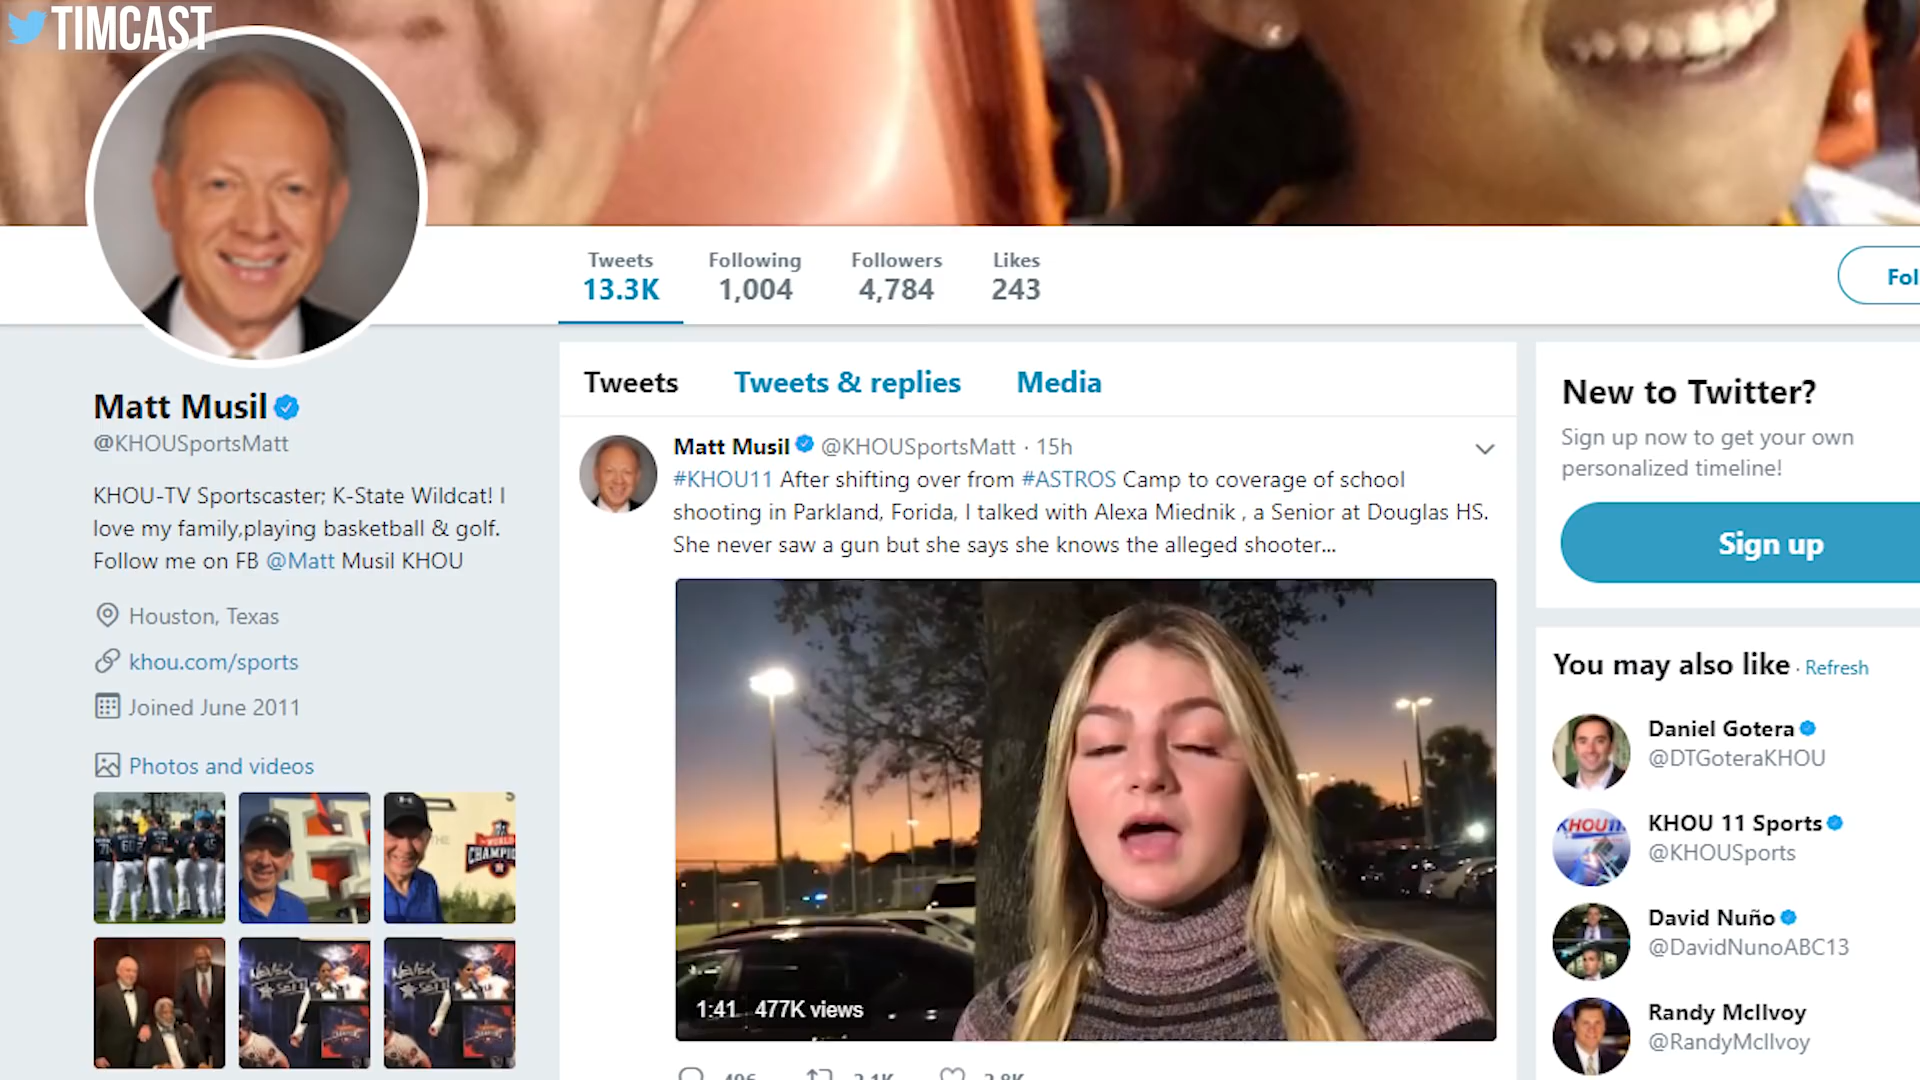 TIMCAST
Tweets
13.3K
Following
1,004
Followers
4,784
Likes
243
Matt Musil
@KHOUSportsMatt
KHOU-TV Sportscaster; K-State Wildcat! I
love my family,playing basketball & golf.
Follow me on FB @Matt Musil KHOU
Houston, Texas
khou.com/sports
Joined June 2011
Photos and videos
WORLD
CHAMPI
Tweets Tweets & replies Media
Matt Musil @KHOUSportsMatt · 15h
#KHOU11 After shifting over from #ASTROS Camp to coverage of school
shooting in Parkland, Forida, I talked with Alexa Miednik , a Senior at Douglas HS.
She never saw a gun but she says she knows the alleged shooter...
1:41 477K views
New to Twitter?
Sign up now to get your own
personalized timeline!
Sign up
You may also like · Refresh
Daniel Gotera
@DTGoteraKHOU
KHOU11
KHOU 11 Sports
@KHOUSports
David Nuño
@DavidNunoABC13
Randy McIlvoy
@RandyMcIlvoy